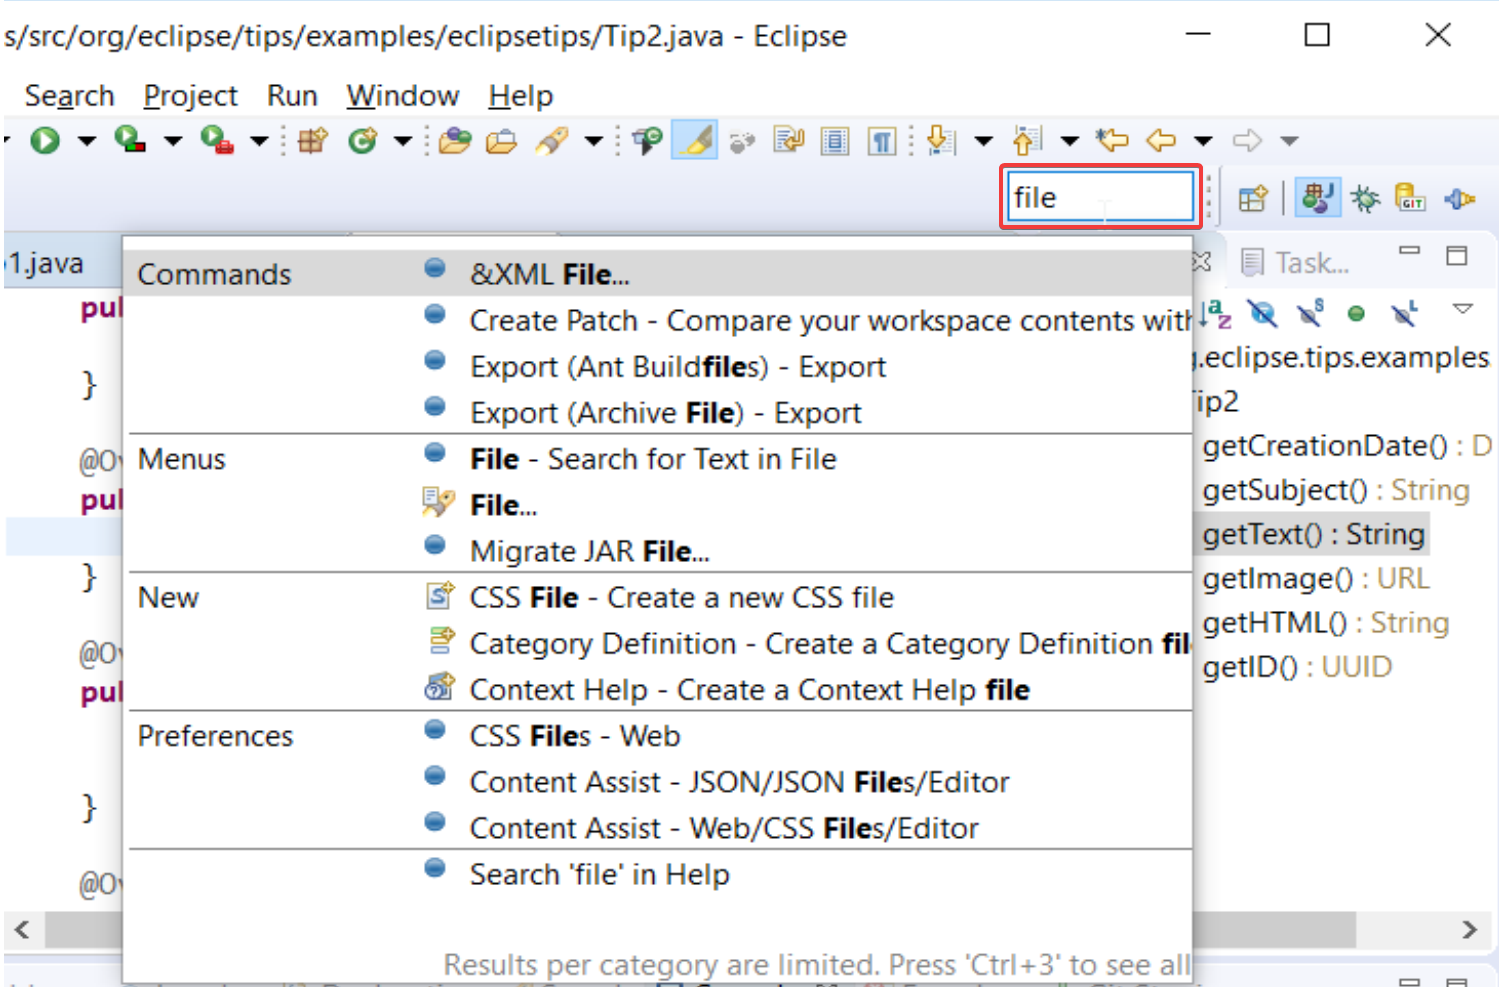 s/src/org/eclipse/tips/examples/eclipsetips/Tip2.java - Eclipse
Search Project Run Window Help
file
1.java
Task...
Commands
&XML File...
Create Patch - Compare your workspace contents with
Export (Ant Buildfiles) - Export
Export (Archive File) - Export
Menus
File - Search for Text in File
File...
Migrate JAR File...
New
CSS File - Create a new CSS file
Category Definition - Create a Category Definition fil
Context Help - Create a Context Help file
Preferences
CSS Files - Web
Content Assist - JSON/JSON Files/Editor
Content Assist - Web/CSS Files/Editor
Search 'file' in Help
Results per category are limited. Press 'Ctrl+3' to see all
pu
}
@O
pu
}
@O
pu
}
@O
.eclipse.tips.examples
Tip2
getCreationDate() : D
getSubject() : String
getText() : String
getImage() : URL
getHTML() : String
getID() : UUID